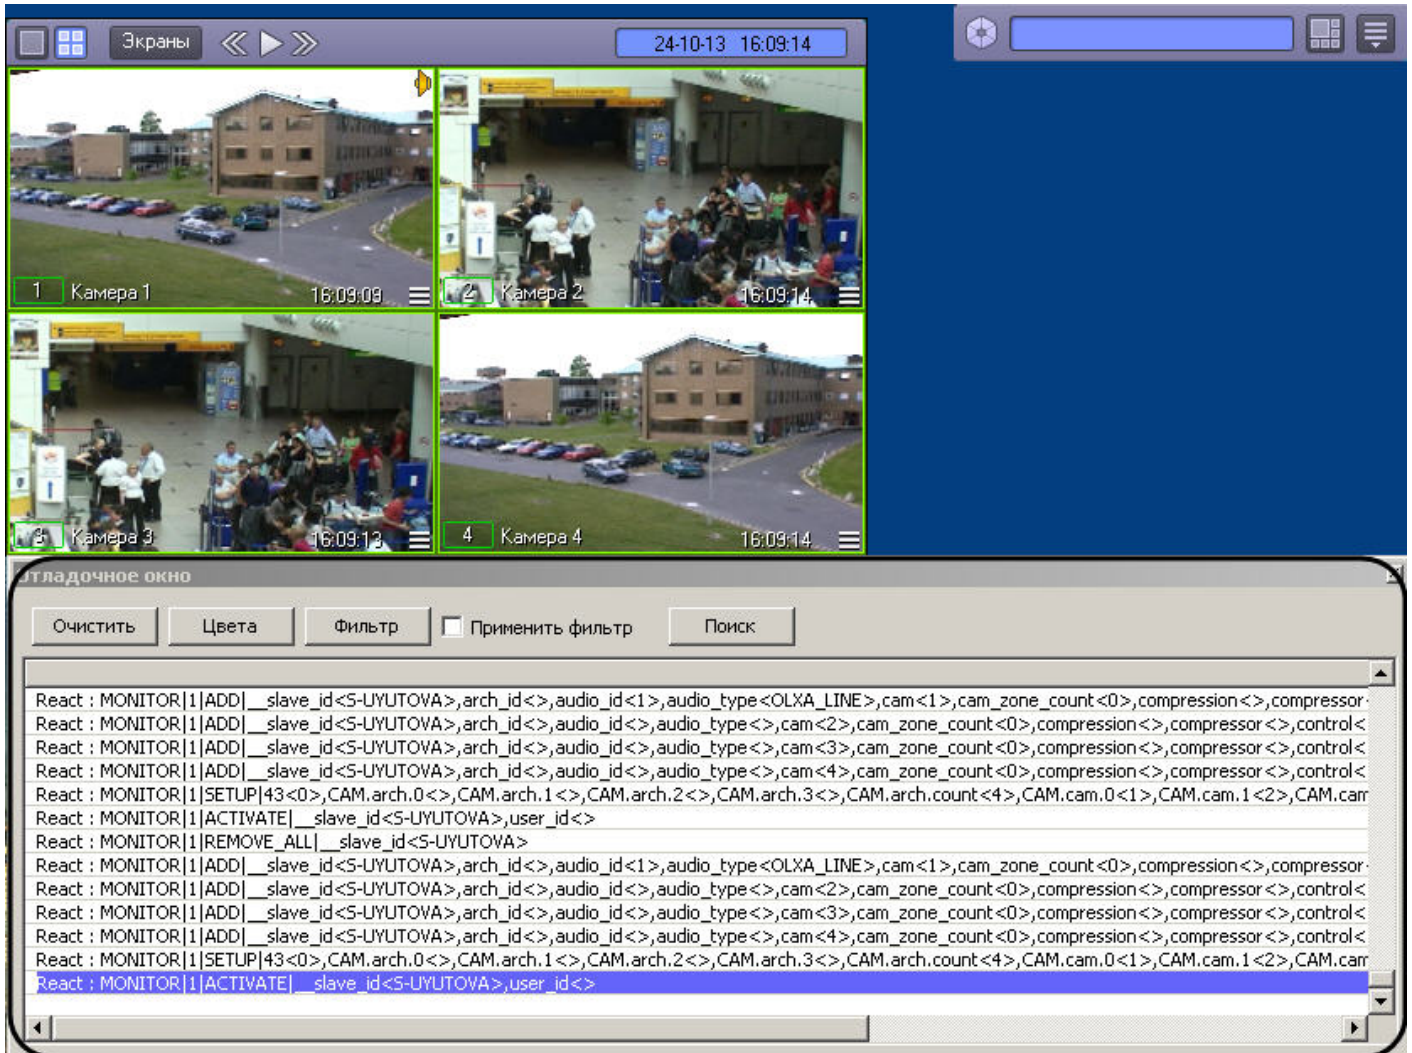 Экраны
24-10-13 16:09:14
1 Камера 1 16:09:09
2 Камера 2 16:09:14
3 Камера 3 16:09:13
4 Камера 4 16:09:14
Отладочное окно
Очистить Цвета Фильтр Применить фильтр Поиск
React : MONITOR|1|ADD|__slave_id<S-UYUTOVA>,arch_id<>,audio_id<1>,audio_type<OLXA_LINE>,cam<1>,cam_zone_count<0>,compression<>,compressor<
React : MONITOR|1|ADD|__slave_id<S-UYUTOVA>,arch_id<>,audio_id<>,audio_type<>,cam<2>,cam_zone_count<0>,compression<>,compressor<>,control<
React : MONITOR|1|ADD|__slave_id<S-UYUTOVA>,arch_id<>,audio_id<>,audio_type<>,cam<3>,cam_zone_count<0>,compression<>,compressor<>,control<
React : MONITOR|1|ADD|__slave_id<S-UYUTOVA>,arch_id<>,audio_id<>,audio_type<>,cam<4>,cam_zone_count<0>,compression<>,compressor<>,control<
React : MONITOR|1|SETUP|43<0>,CAM.arch.0<>,CAM.arch.1<>,CAM.arch.2<>,CAM.arch.3<>,CAM.arch.count<4>,CAM.cam.0<1>,CAM.cam.1<2>,CAM.cam
React : MONITOR|1|ACTIVATE|__slave_id<S-UYUTOVA>,user_id<>
React : MONITOR|1|REMOVE_ALL|__slave_id<S-UYUTOVA>
React : MONITOR|1|ADD|__slave_id<S-UYUTOVA>,arch_id<>,audio_id<1>,audio_type<OLXA_LINE>,cam<1>,cam_zone_count<0>,compression<>,compressor<
React : MONITOR|1|ADD|__slave_id<S-UYUTOVA>,arch_id<>,audio_id<>,audio_type<>,cam<2>,cam_zone_count<0>,compression<>,compressor<>,control<
React : MONITOR|1|ADD|__slave_id<S-UYUTOVA>,arch_id<>,audio_id<>,audio_type<>,cam<3>,cam_zone_count<0>,compression<>,compressor<>,control<
React : MONITOR|1|ADD|__slave_id<S-UYUTOVA>,arch_id<>,audio_id<>,audio_type<>,cam<4>,cam_zone_count<0>,compression<>,compressor<>,control<
React : MONITOR|1|SETUP|43<0>,CAM.arch.0<>,CAM.arch.1<>,CAM.arch.2<>,CAM.arch.3<>,CAM.arch.count<4>,CAM.cam.0<1>,CAM.cam.1<2>,CAM.cam
React : MONITOR|1|ACTIVATE|__slave_id<S-UYUTOVA>,user_id<>